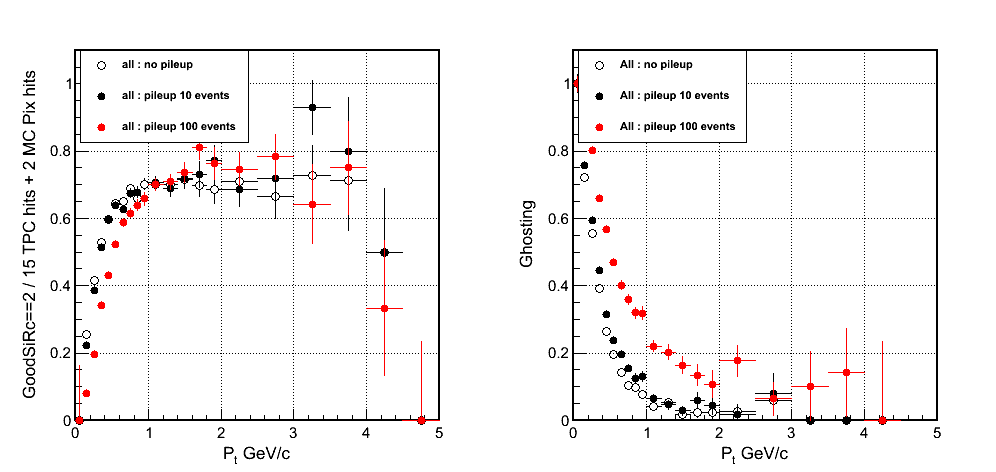 GoodSiRc==2 / 15 TPC hits + 2 MC Pix hits
1
0.8
0.6
0.4
0.2
0
all : no pileup
all : pileup 10 events
all : pileup 100 events
0 1 2 3 4 5
P_t GeV/c
Ghosting
1
0.8
0.6
0.4
0.2
0
All : no pileup
All : pileup 10 events
All : pileup 100 events
0 1 2 3 4 5
P_t GeV/c